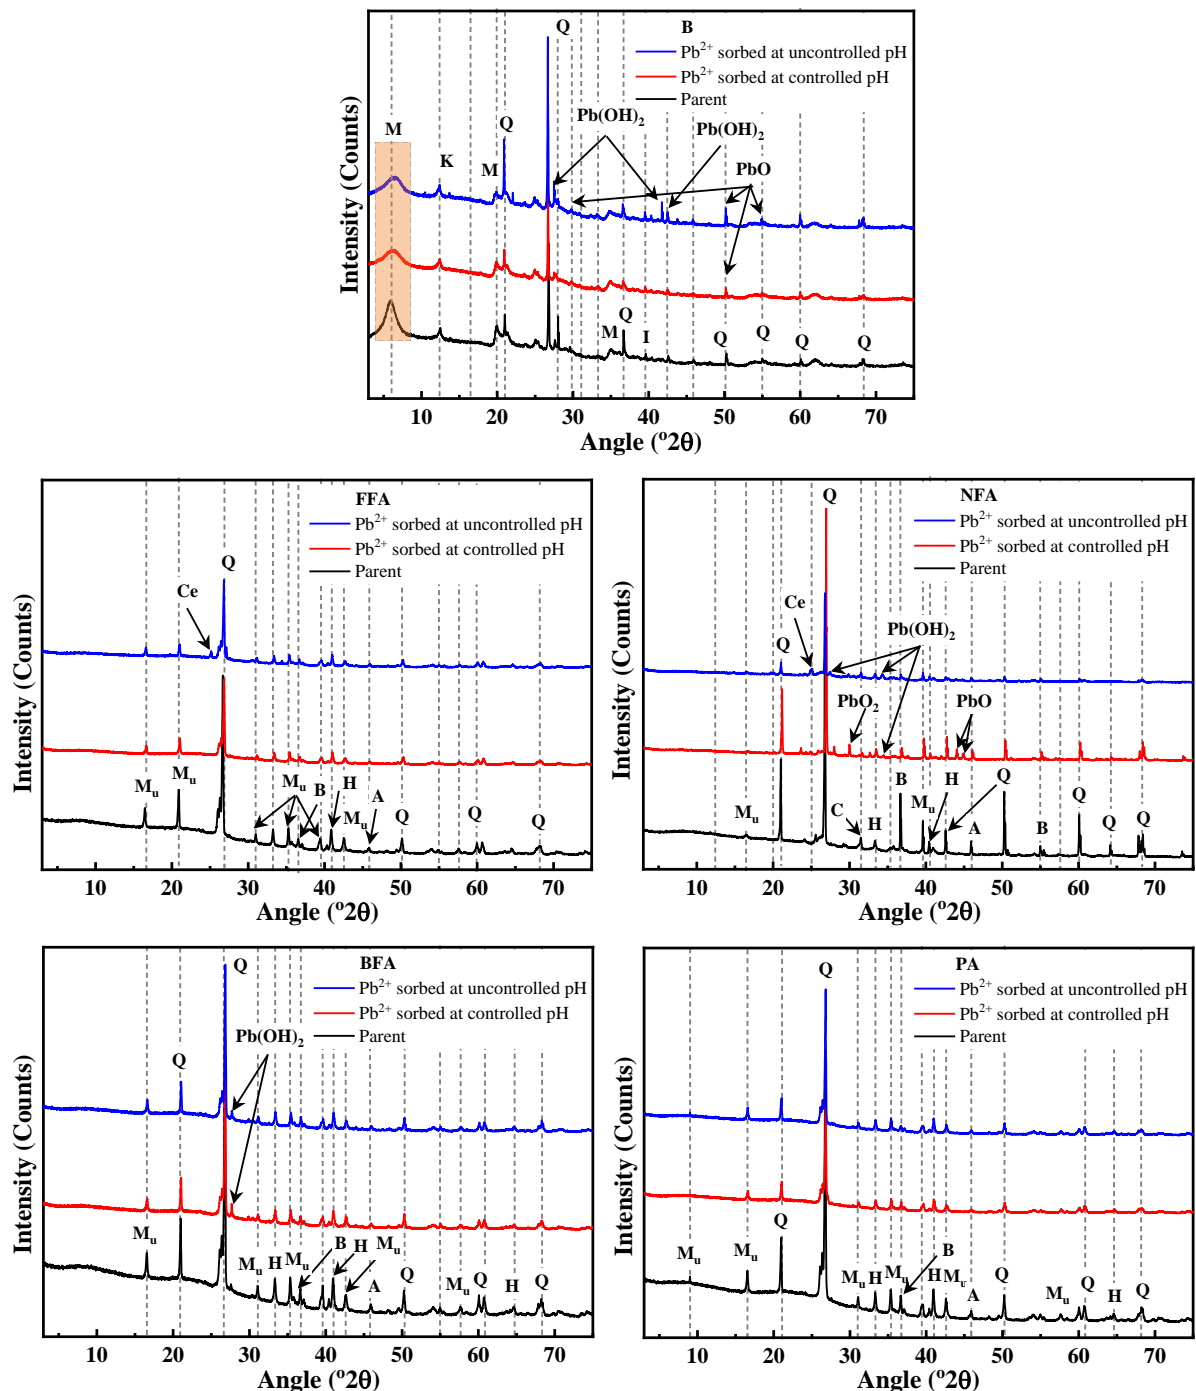 B
Pb²⁺ sorbed at uncontrolled pH
Pb²⁺ sorbed at controlled pH
Parent
Q
M
K
M
Q
Pb(OH)₂
Pb(OH)₂
PbO
M
Q
I
Q
Q
Q
Q
Intensity (Counts)
10 20 30 40 50 60 70
Angle (°2θ)
FFA
Pb²⁺ sorbed at uncontrolled pH
Pb²⁺ sorbed at controlled pH
Parent
Ce
Q
Mᵤ
Mᵤ
Mᵤ
B
H
Mᵤ
A
Q
Q
Q
Intensity (Counts)
10 20 30 40 50 60 70
Angle (°2θ)
NFA
Pb²⁺ sorbed at uncontrolled pH
Pb²⁺ sorbed at controlled pH
Parent
Q
Ce
Q
Pb(OH)₂
PbO₂
PbO
Mᵤ
C
H
B
Mᵤ
H
Q
A
B
Q
Q
Q
Intensity (Counts)
10 20 30 40 50 60 70
Angle (°2θ)
BFA
Pb²⁺ sorbed at uncontrolled pH
Pb²⁺ sorbed at controlled pH
Parent
Q
Pb(OH)₂
Q
Mᵤ
Mᵤ
H
Mᵤ
B
H
Mᵤ
A
Q
Mᵤ
Q
H
Q
Intensity (Counts)
10 20 30 40 50 60 70
Angle (°2θ)
PA
Pb²⁺ sorbed at uncontrolled pH
Pb²⁺ sorbed at controlled pH
Parent
Q
Q
Mᵤ
Mᵤ
Mᵤ
H
Mᵤ
B
H
Mᵤ
A
Q
Mᵤ
Q
H
Q
Intensity (Counts)
10 20 30 40 50 60 70
Angle (°2θ)